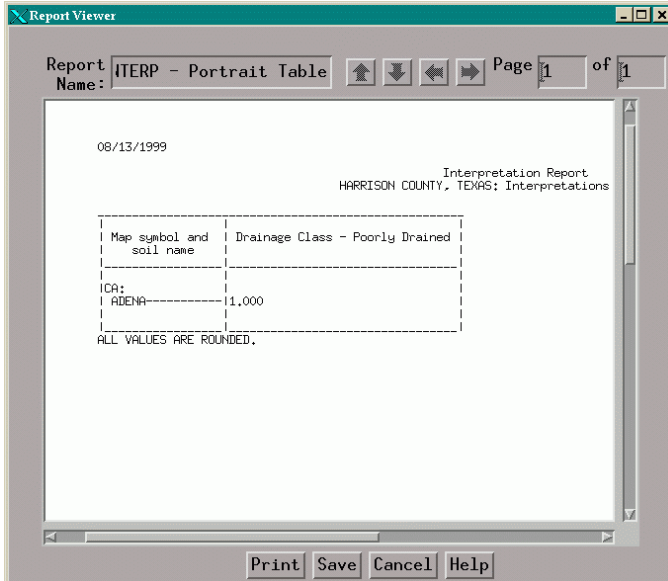 Report Viewer
Report Name: NTERP - Portrait Table Page 1 of 1
08/13/1999
Interpretation Report
HARRISON COUNTY, TEXAS: Interpretations
Map symbol and soil name | Drainage Class - Poorly Drained
CA:
ADENA-----------|1.000
ALL VALUES ARE ROUNDED.
Print Save Cancel Help